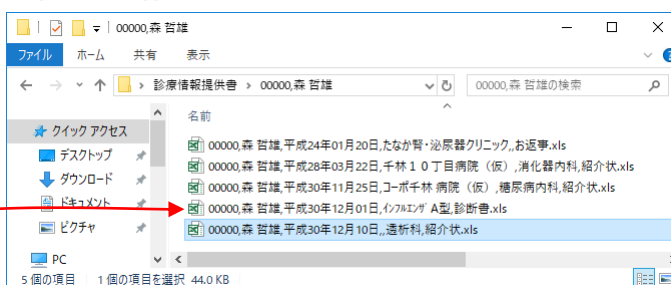 00000,森 哲雄
ファイル ホーム 共有 表示
診療情報提供書 › 00000,森 哲雄 00000,森 哲雄の検索
名前
クイック アクセス
00000,森 哲雄,平成24年01月20日,たなか腎・泌尿器クリニック,,お返事.xls
デスクトップ
00000,森 哲雄,平成28年03月22日,千林１０丁目病院（仮）,消化器内科,紹介状.xls
ダウンロード
00000,森 哲雄,平成30年11月25日,コーポ千林 病院（仮）,糖尿病内科,紹介状.xls
ドキュメント
00000,森 哲雄,平成30年12月01日,ｲﾝﾌﾙｴﾝｻﾞ A型,診断書.xls
ピクチャ
00000,森 哲雄,平成30年12月10日,,透析科,紹介状.xls
PC
5 個の項目 1 個の項目を選択 44.0 KB